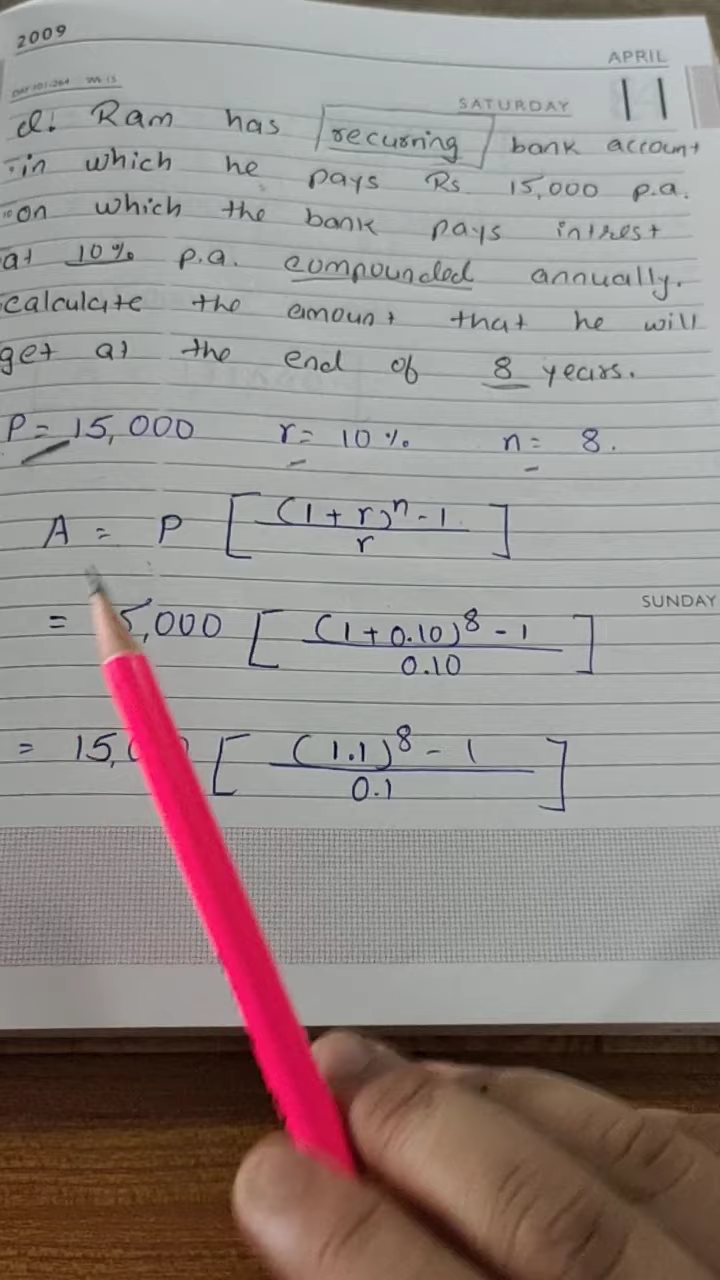 2009
APRIL
SATURDAY 11
Q. Ram has recurring bank account
in which he pays Rs 15,000 p.a.
on which the bank pays intrest
at 10% p.a. compounded annually.
calculate the amount that he will
get at the end of 8 years.
P = 15,000 r = 10% n = 8.
A = P [ (1 + r)ⁿ - 1 / r ]
SUNDAY
= 5,000 [ (1 + 0.10)⁸ - 1 / 0.10 ]
= 15, [ (1.1)⁸ - 1 / 0.1 ]